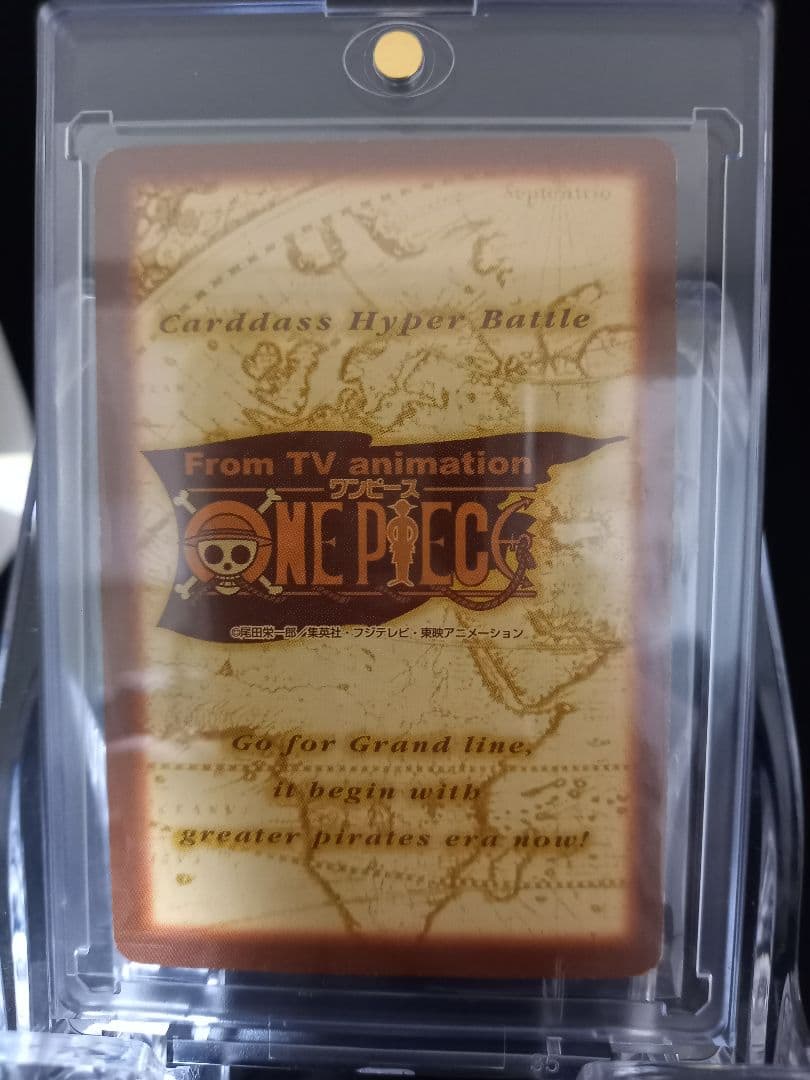 Septentrio
Carddass Hyper Battle
From TV animation
ワンピース
ONE PIECE
©尾田栄一郎／集英社・フジテレビ・東映アニメーション
Go for Grand line,
it begin with
greater pirates era now!
35